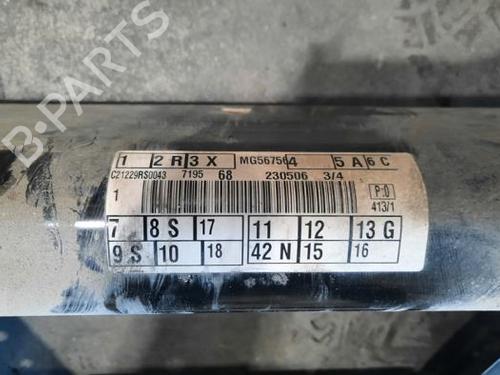 B-Parts
1 2 R 3 X MG56756 4 5 A 6 C
C21229RS0043 7195 68 230506 3/4
1 P:0
413/1
7 8 S 17 11 12 13 G
9 S 10 18 42 N 15 16